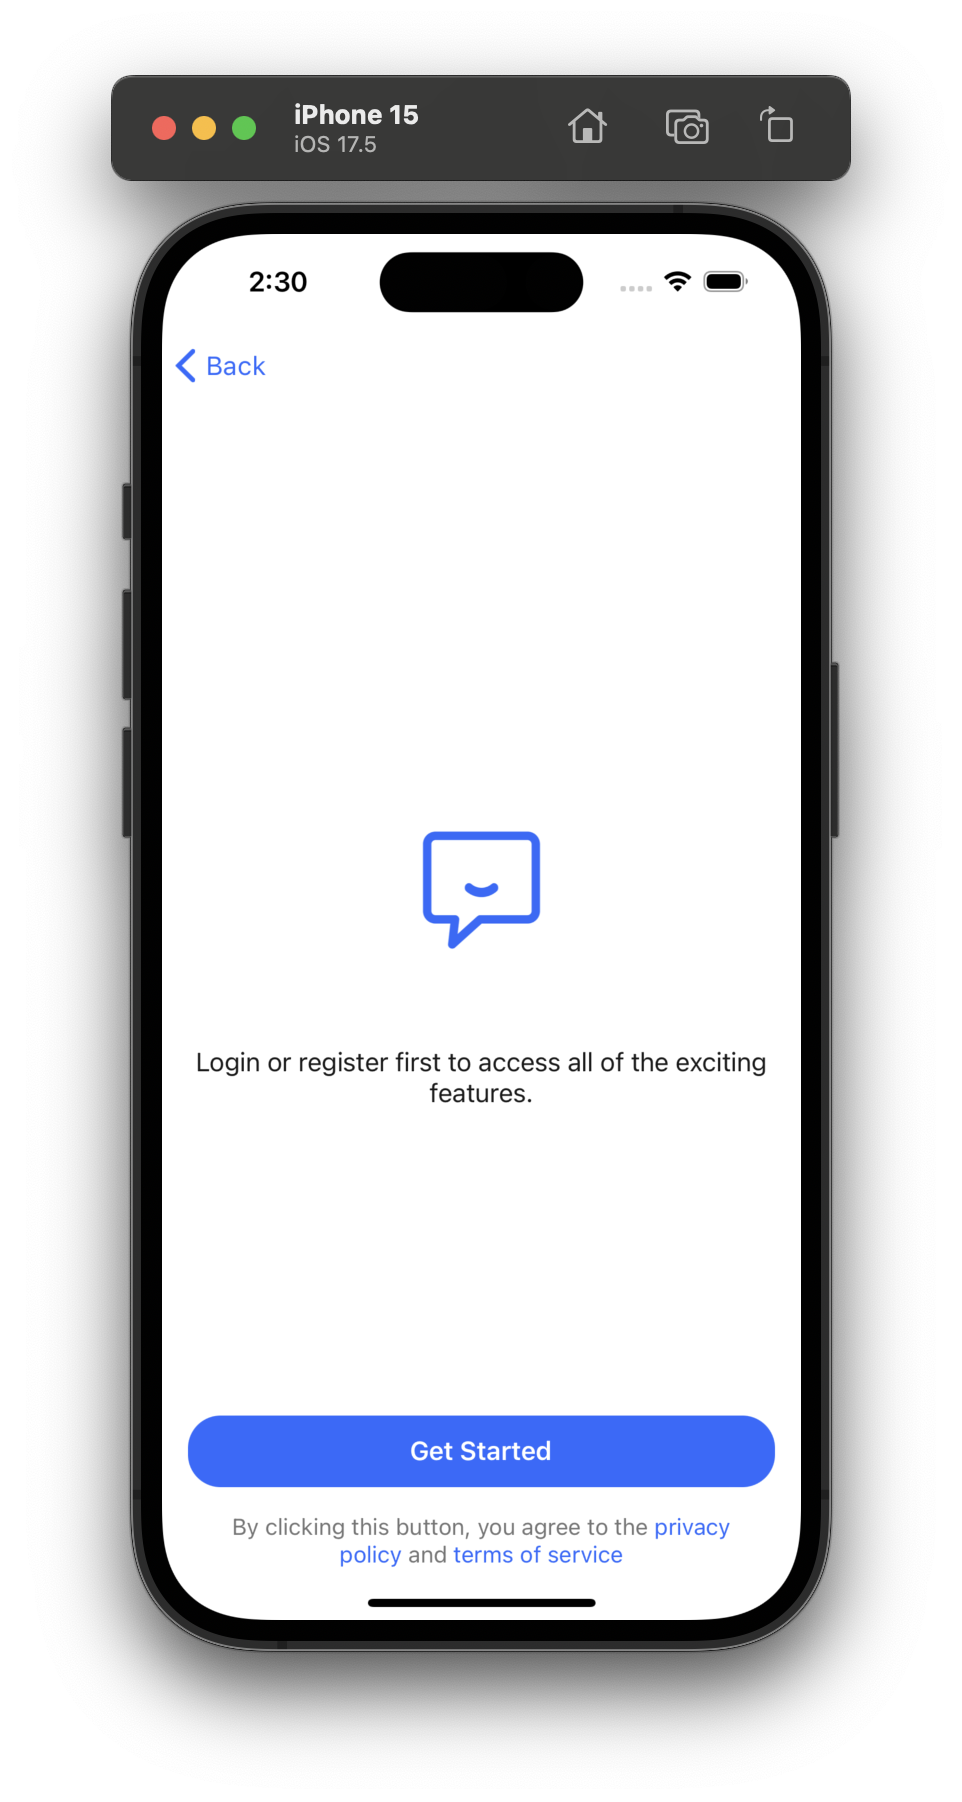 iPhone 15
iOS 17.5
2:30
Back
Login or register first to access all of the exciting
features.
Get Started
By clicking this button, you agree to the privacy
policy and terms of service